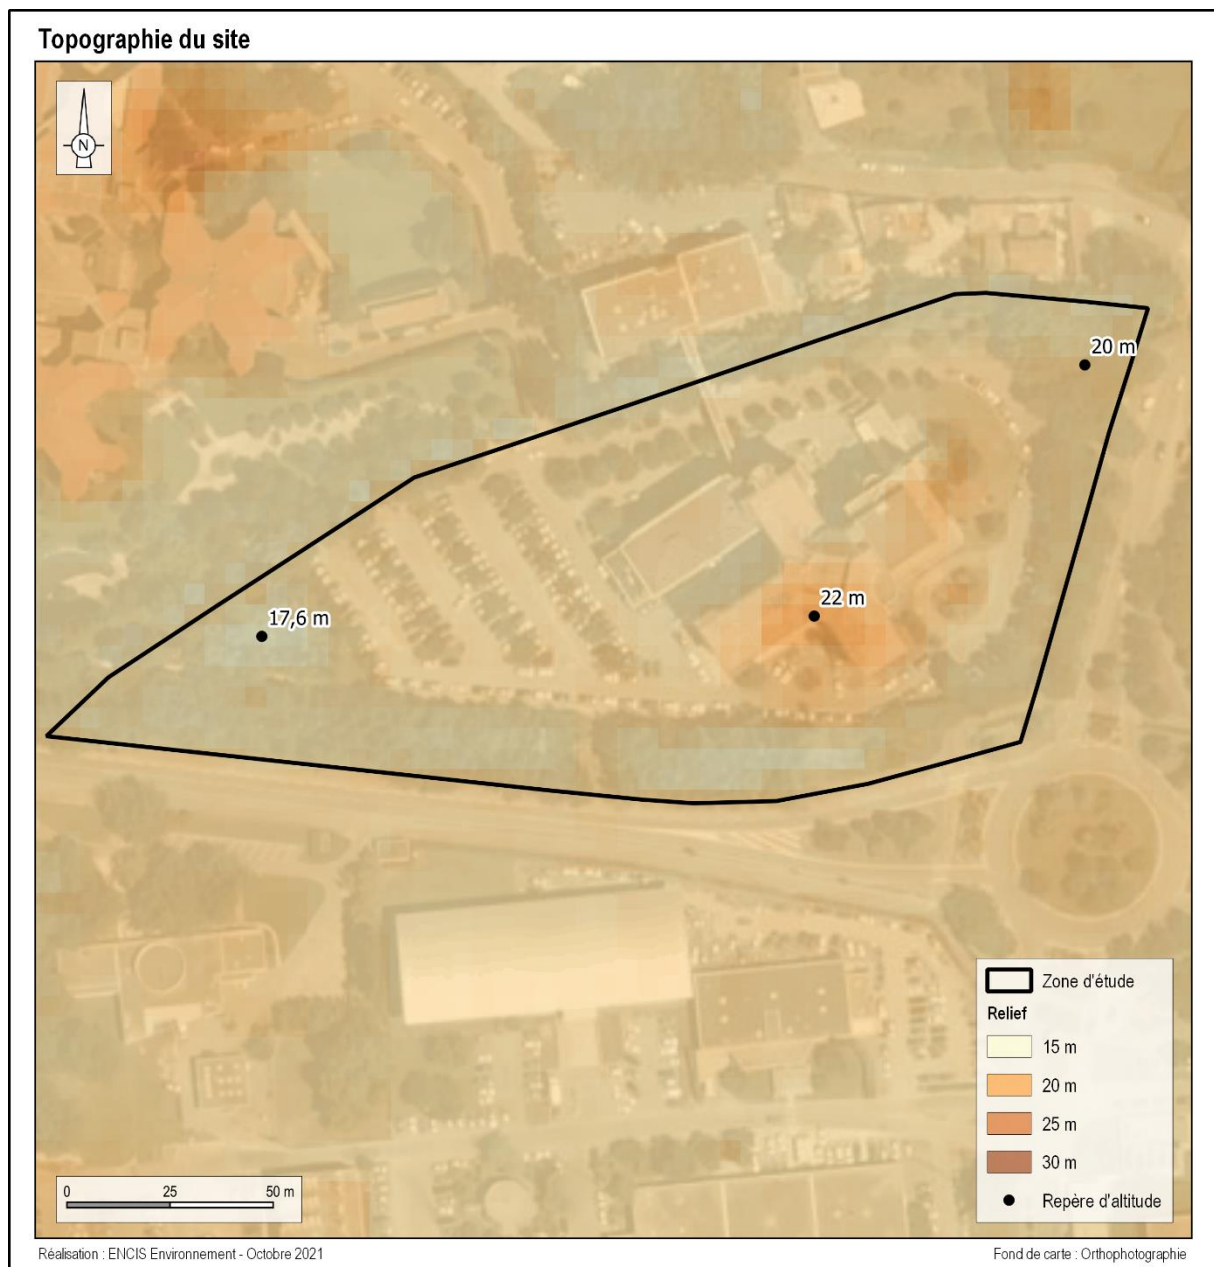 Topographie du site
N
20 m
22 m
17,6 m
Zone d'étude
Relief
15 m
20 m
25 m
30 m
Repère d'altitude
0 25 50 m
Réalisation : ENCIS Environnement - Octobre 2021
Fond de carte : Orthophotographie